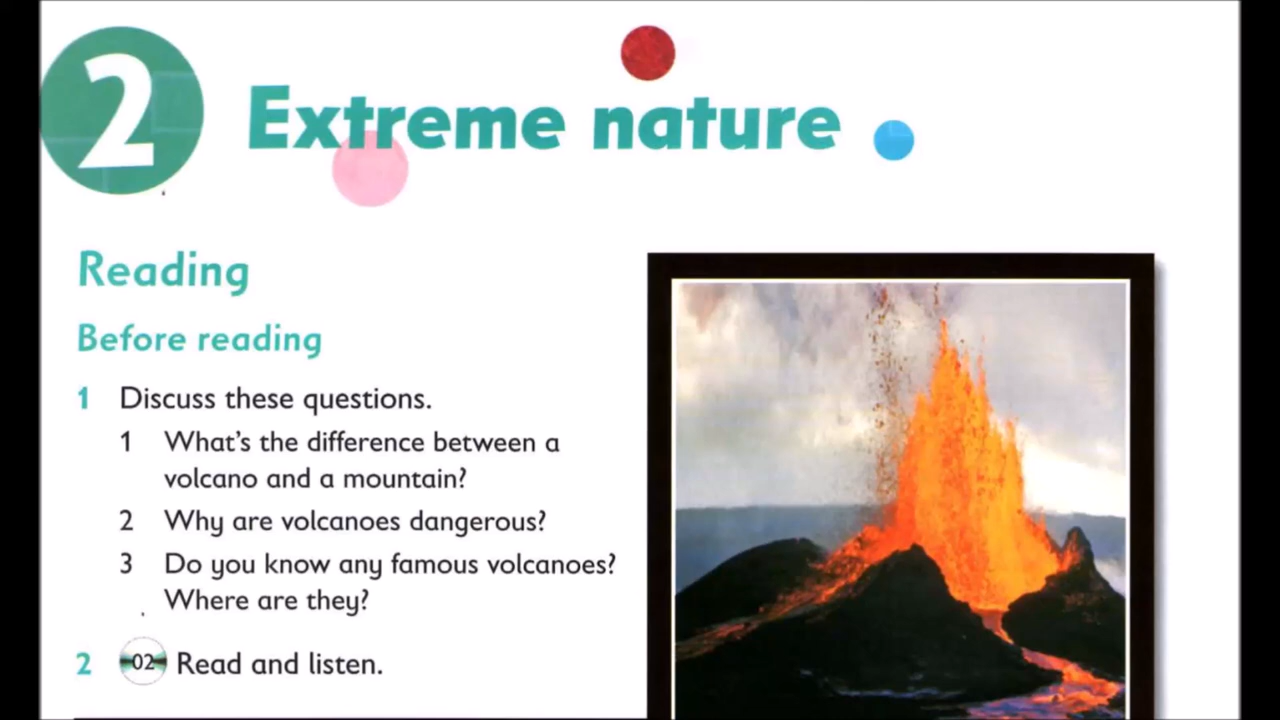 2
Extreme nature
Reading
Before reading
1 Discuss these questions.
1 What's the difference between a
volcano and a mountain?
2 Why are volcanoes dangerous?
3 Do you know any famous volcanoes?
Where are they?
2 02 Read and listen.